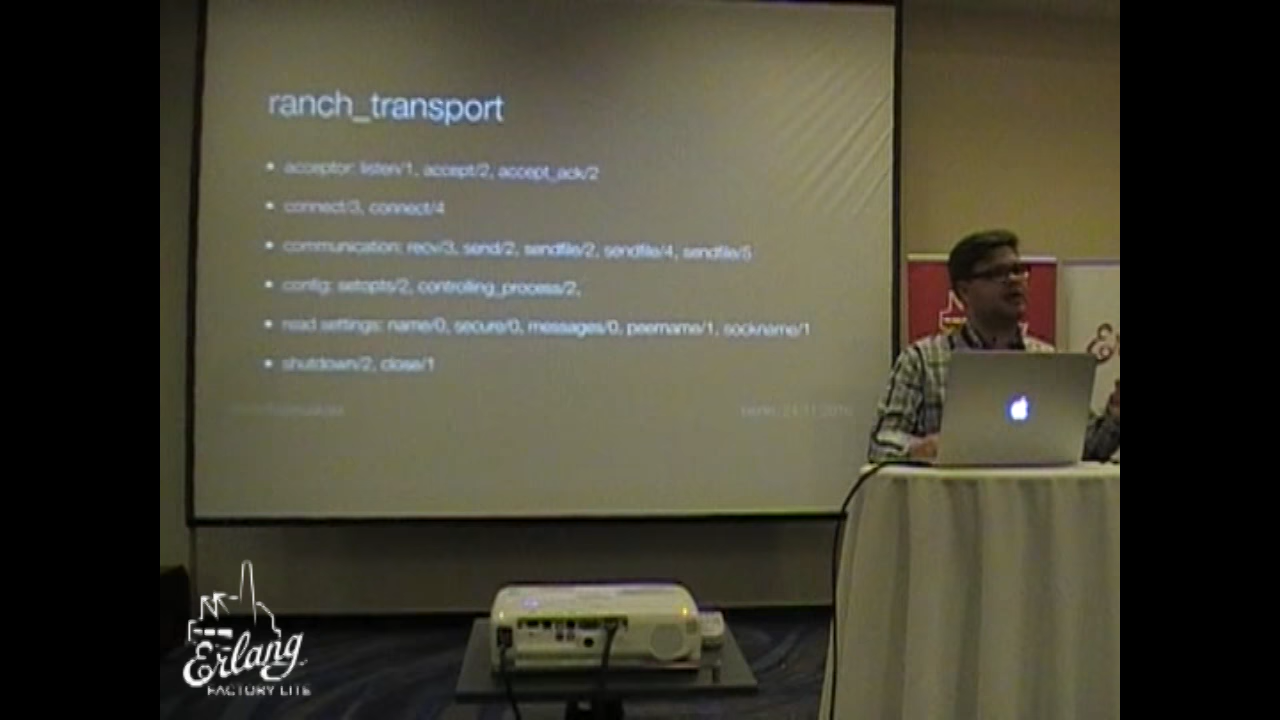 ranch_transport
• acceptor: listen/1, accept/2, accept_ack/2
• connect/3, connect/4
• communication: recv/3, send/2, sendfile/2, sendfile/4, sendfile/5
• config: setopts/2, controlling_process/2,
• read settings: name/0, secure/0, messages/0, peername/1, sockname/1
• shutdown/2, close/1
Erlang
FACTORY LITE